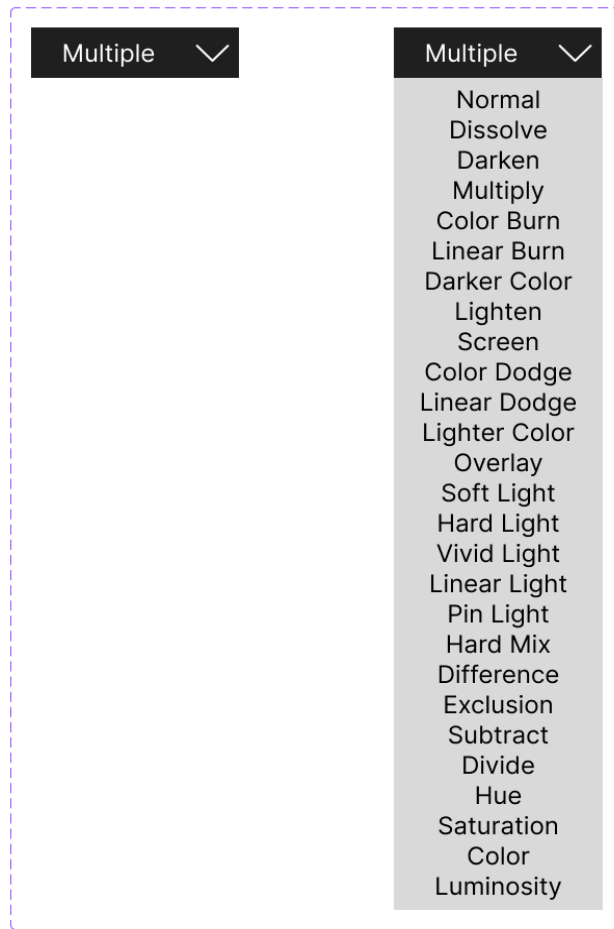 Multiple
Multiple
Normal
Dissolve
Darken
Multiply
Color Burn
Linear Burn
Darker Color
Lighten
Screen
Color Dodge
Linear Dodge
Lighter Color
Overlay
Soft Light
Hard Light
Vivid Light
Linear Light
Pin Light
Hard Mix
Difference
Exclusion
Subtract
Divide
Hue
Saturation
Color
Luminosity